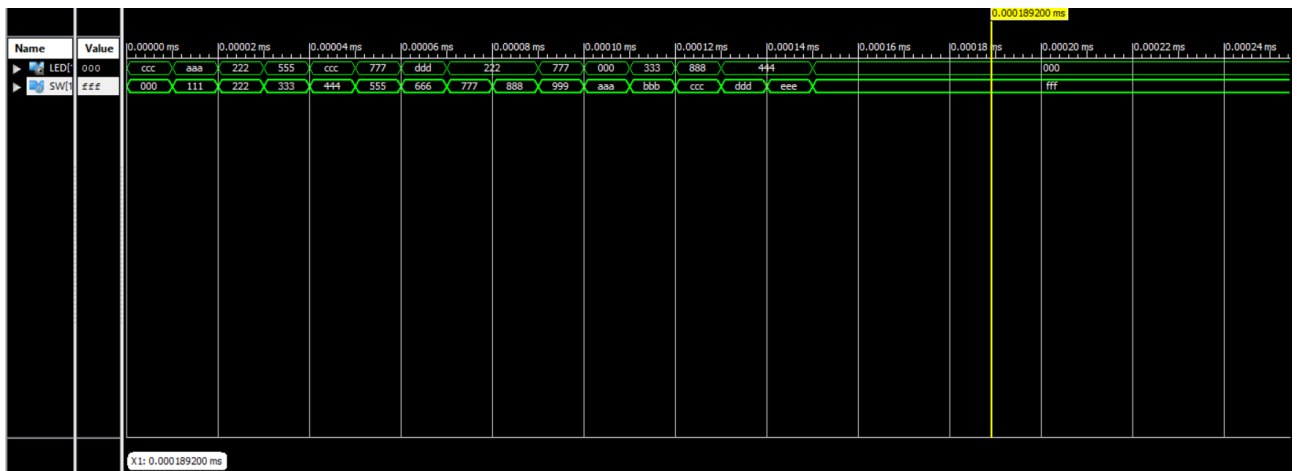 0.000189200 ms
Name Value 0.00000 ms 0.00002 ms 0.00004 ms 0.00006 ms 0.00008 ms 0.00010 ms 0.00012 ms 0.00014 ms 0.00016 ms 0.00018 ms 0.00020 ms 0.00022 ms 0.00024 ms
LED[ 000 ccc aaa 222 555 ccc 777 ddd 222 777 000 333 888 444 000
SW[1 fff 000 111 222 333 444 555 666 777 888 999 aaa bbb ccc ddd eee fff
X1: 0.000189200 ms